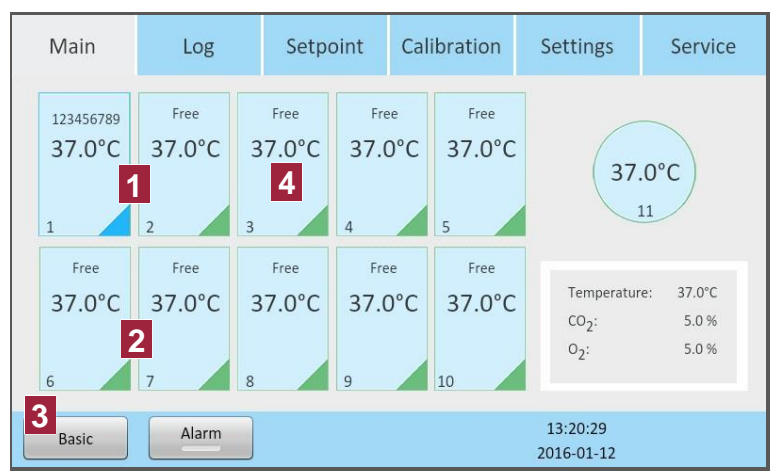 Main Log Setpoint Calibration Settings Service
123456789 Free Free Free Free
37.0°C 37.0°C 37.0°C 37.0°C 37.0°C
1 4
37.0°C
11
1 2 3 4 5
Free Free Free Free Free
37.0°C 37.0°C 37.0°C 37.0°C 37.0°C
2
6 7 8 9 10
Temperature: 37.0°C
CO2: 5.0 %
O2: 5.0 %
3
Basic Alarm
13:20:29
2016-01-12